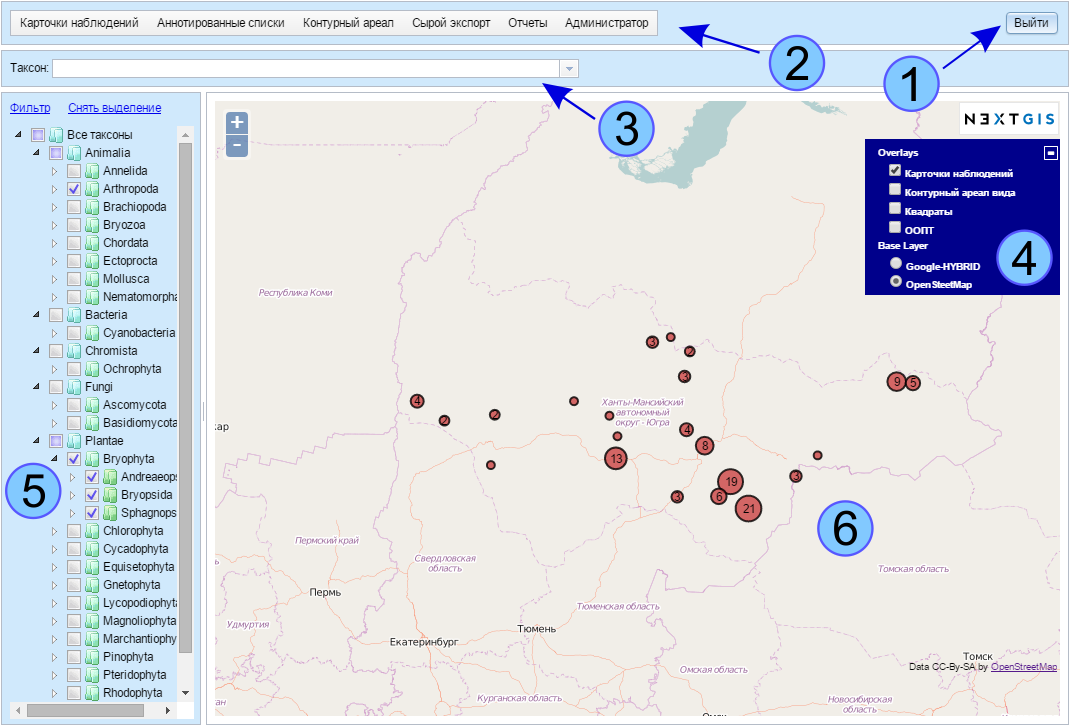 Карточки наблюдений Аннотированные списки Контурный ареал Сырой экспорт Отчеты Администратор
Выйти
2
1
Таксон:
3
Фильтр Снять выделение
Все таксоны
Animalia
Annelida
Arthropoda
Brachiopoda
Bryozoa
Chordata
Ectoprocta
Mollusca
Nematomorpha
Bacteria
Cyanobacteria
Chromista
Ochrophyta
Fungi
Ascomycota
Basidiomycota
Plantae
Bryophyta
Andreaeops
Bryopsida
Sphagnops
Chlorophyta
Cycadophyta
Equisetophyta
Gnetophyta
Lycopodiophyta
Magnoliophyta
Marchantiophy
Pinophyta
Pteridophyta
Rhodophyta
5
+
-
NEXTGIS
Overlays
Карточки наблюдений
Контурный ареал вида
Квадраты
ООПТ
Base Layer
Google-HYBRID
OpenStreetMap
4
Республика Коми
3
2
3
9
5
4
2
2
Ханты-Мансийский
автономный
округ - Югра
4
8
13
19
3
6
21
3
6
кар
Пермский край
Свердловская
область
Томская область
Пермь
Тюменская область
Удмуртия
Тюмень
Екатеринбург
Томск
Омская область
Data CC-By-SA by OpenStreetMap
Курганская область
Новосибирская
область
тан